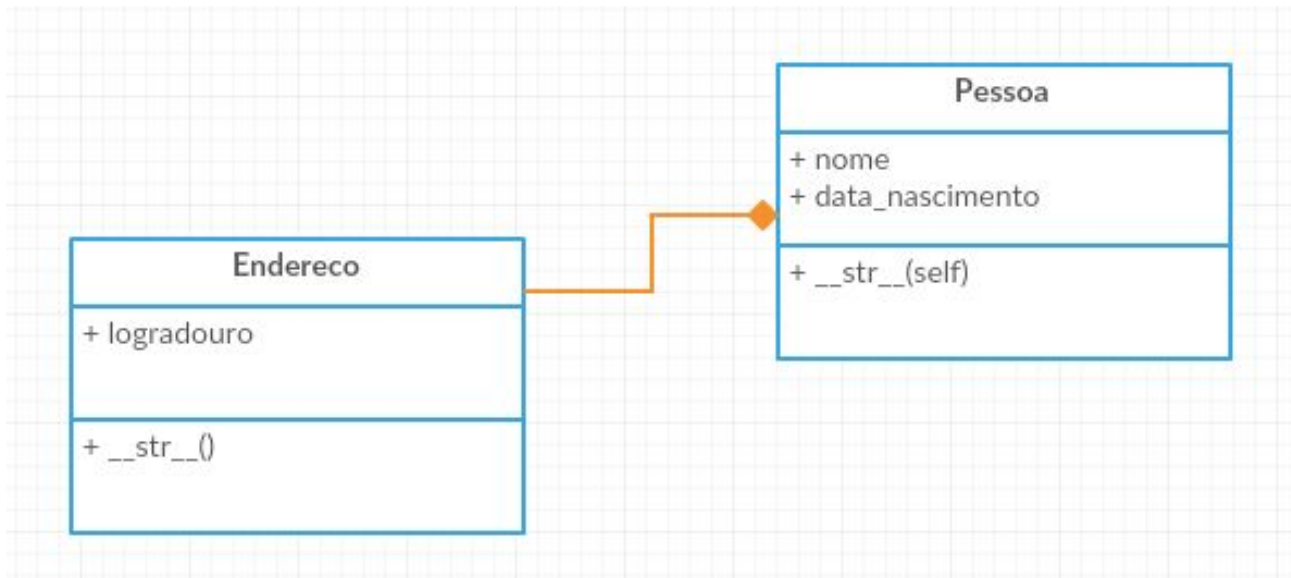 Pessoa
+ nome
+ data_nascimento
+ __str__(self)
Endereco
+ logradouro
+ __str__()